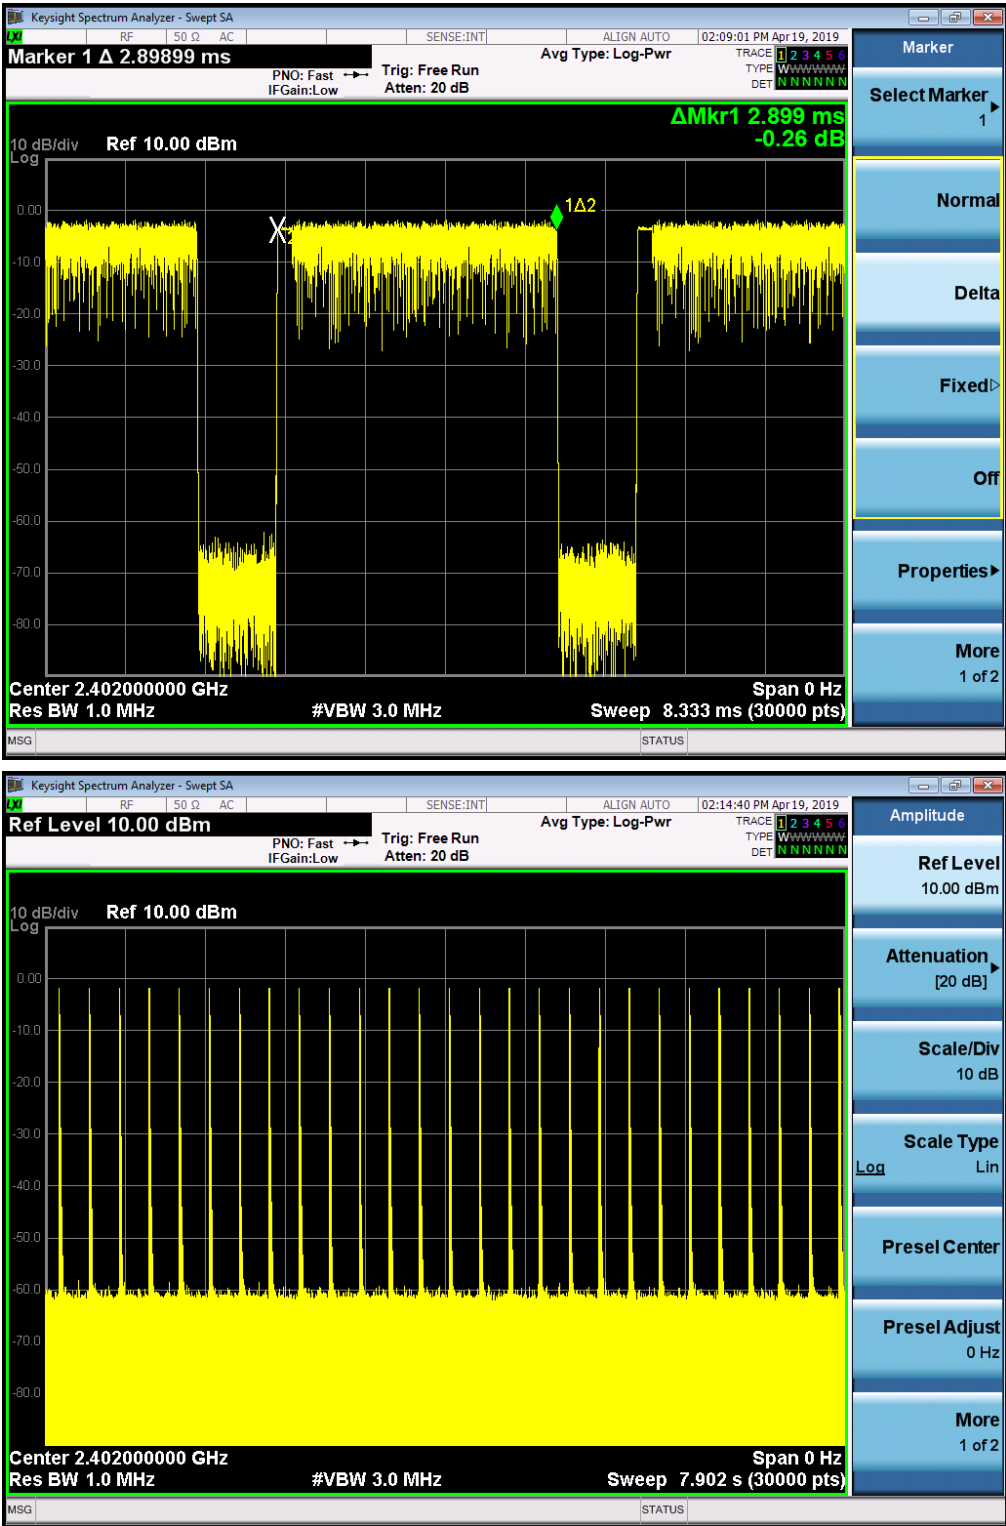 Keysight Spectrum Analyzer - Swept SA
LXI RF 50 Ω AC SENSE:INT ALIGN AUTO 02:09:01 PM Apr 19, 2019
Marker 1 Δ 2.89899 ms
PNO: Fast
IFGain:Low
Trig: Free Run
Atten: 20 dB
Avg Type: Log-Pwr
TRACE 1 2 3 4 5 6
TYPE WWWWWW
DET N N N N N N
ΔMkr1 2.899 ms
-0.26 dB
10 dB/div Ref 10.00 dBm
Log
0.00
-10.0
-20.0
-30.0
-40.0
-50.0
-60.0
-70.0
-80.0
X2
1Δ2
Center 2.402000000 GHz Span 0 Hz
Res BW 1.0 MHz #VBW 3.0 MHz Sweep 8.333 ms (30000 pts)
MSG STATUS
Marker
Select Marker
1
Normal
Delta
Fixed
Off
Properties
More
1 of 2
Keysight Spectrum Analyzer - Swept SA
LXI RF 50 Ω AC SENSE:INT ALIGN AUTO 02:14:40 PM Apr 19, 2019
Ref Level 10.00 dBm
PNO: Fast
IFGain:Low
Trig: Free Run
Atten: 20 dB
Avg Type: Log-Pwr
TRACE 1 2 3 4 5 6
TYPE WWWWWW
DET N N N N N N
10 dB/div Ref 10.00 dBm
Log
0.00
-10.0
-20.0
-30.0
-40.0
-50.0
-60.0
-70.0
-80.0
Center 2.402000000 GHz Span 0 Hz
Res BW 1.0 MHz #VBW 3.0 MHz Sweep 7.902 s (30000 pts)
MSG STATUS
Amplitude
Ref Level
10.00 dBm
Attenuation
[20 dB]
Scale/Div
10 dB
Scale Type
Log Lin
Presel Center
Presel Adjust
0 Hz
More
1 of 2